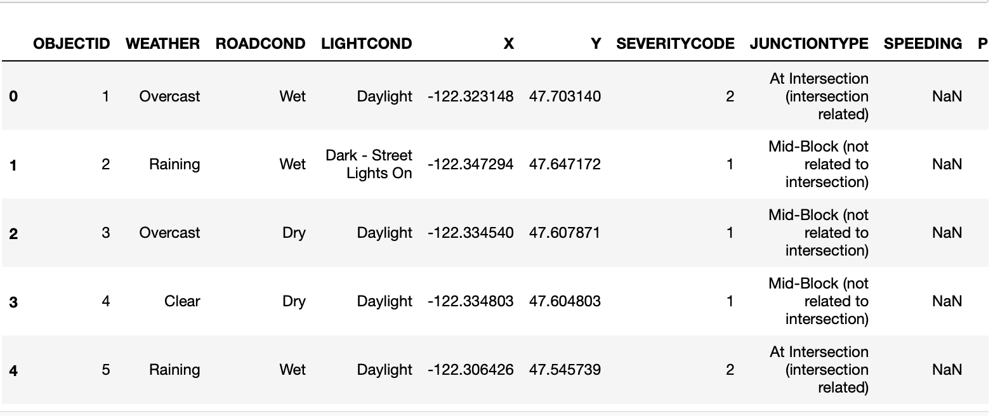 OBJECTID WEATHER ROADCOND LIGHTCOND X Y SEVERITYCODE JUNCTIONTYPE SPEEDING P
At Intersection
0 1 Overcast Wet Daylight -122.323148 47.703140 2 (intersection NaN
related)
Mid-Block (not
Dark - Street
1 2 Raining Wet -122.347294 47.647172 1 related to NaN
Lights On
intersection)
Mid-Block (not
2 3 Overcast Dry Daylight -122.334540 47.607871 1 related to NaN
intersection)
Mid-Block (not
3 4 Clear Dry Daylight -122.334803 47.604803 1 related to NaN
intersection)
At Intersection
4 5 Raining Wet Daylight -122.306426 47.545739 2 (intersection NaN
related)